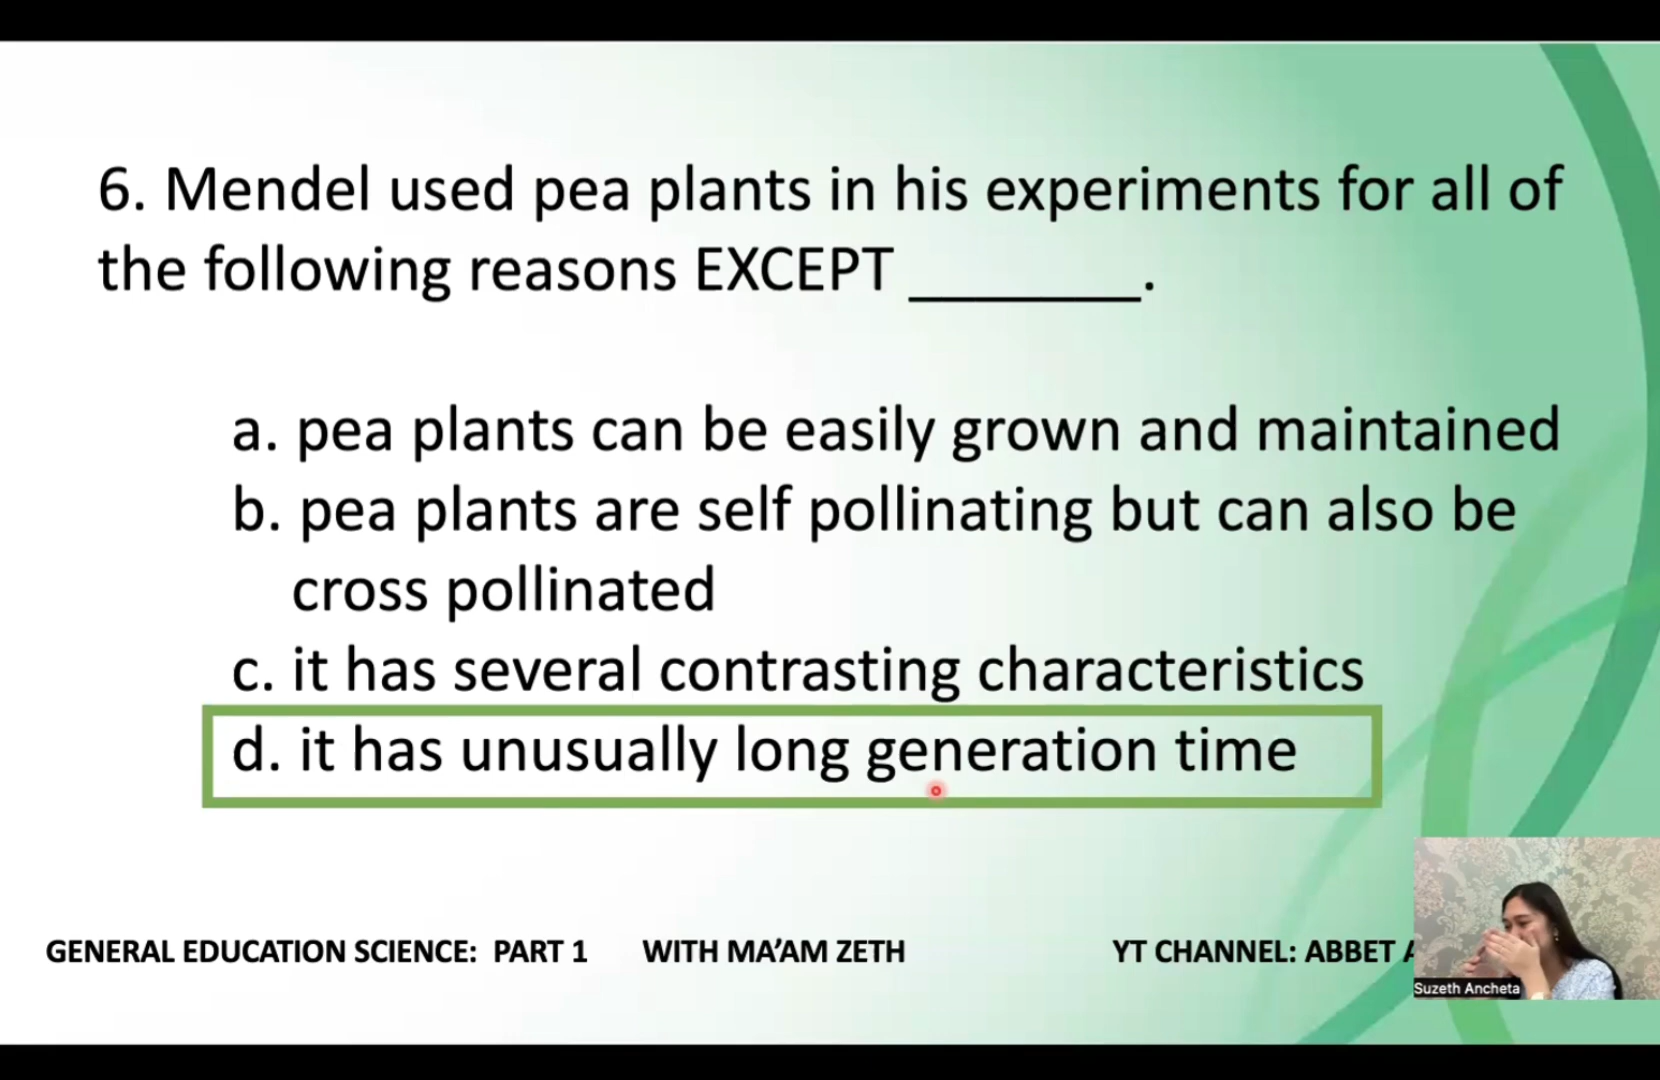 6. Mendel used pea plants in his experiments for all of
the following reasons EXCEPT ________.
a. pea plants can be easily grown and maintained
b. pea plants are self pollinating but can also be
cross pollinated
c. it has several contrasting characteristics
d. it has unusually long generation time
GENERAL EDUCATION SCIENCE: PART 1 WITH MA'AM ZETH YT CHANNEL: ABBET
Suzeth Ancheta